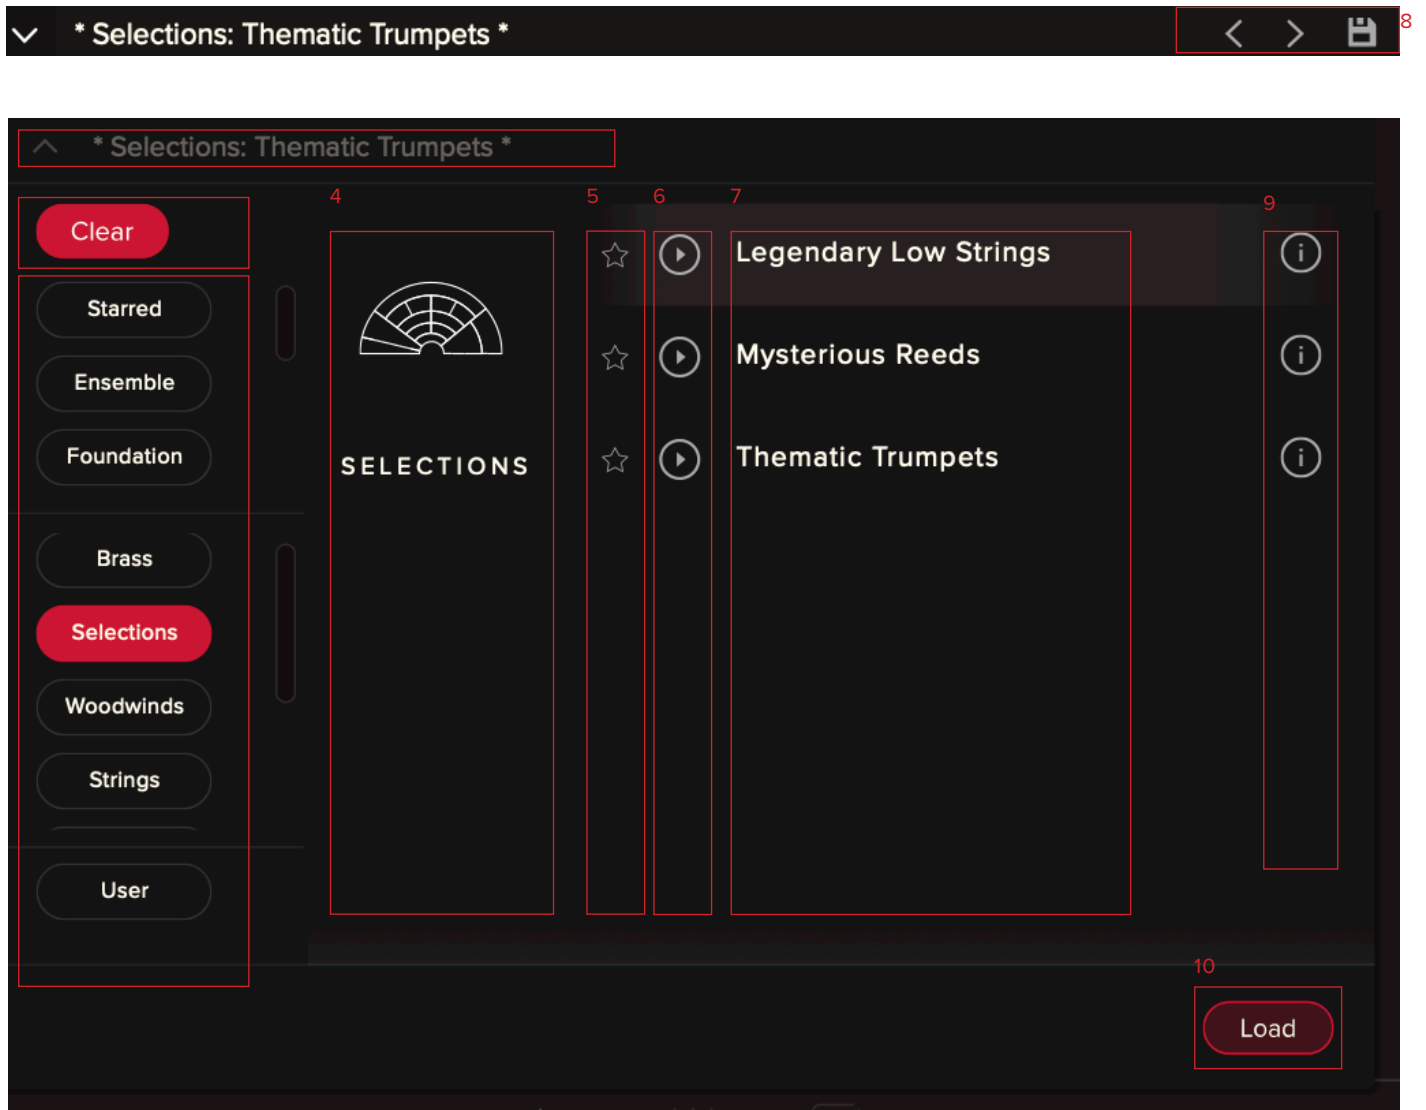 * Selections: Thematic Trumpets *
8
* Selections: Thematic Trumpets *
4
5
6
7
9
Clear
Starred
Ensemble
Foundation
Brass
Selections
Woodwinds
Strings
User
SELECTIONS
Legendary Low Strings
Mysterious Reeds
Thematic Trumpets
10
Load